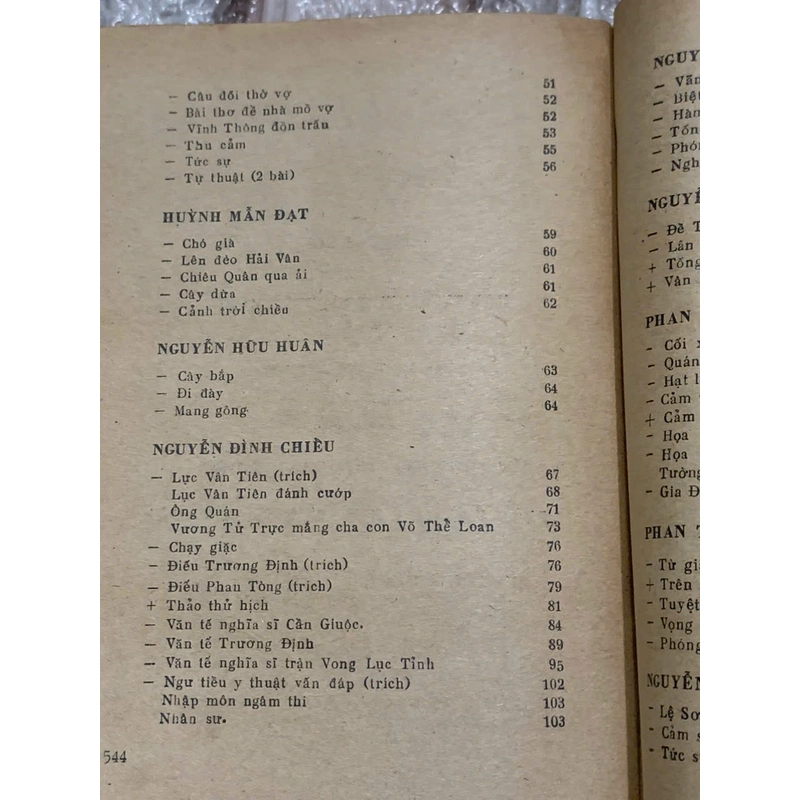 — Câu đối thờ vợ 51
— Bài thơ đề nhà mồ vợ 52
— Vĩnh Thông đồn trấu 52
— Thu cảm 53
— Tức sự 55
— Tự thuật (2 bài) 56
HUỲNH MẪN ĐẠT
— Chó già 59
— Lên đèo Hải Vân 60
— Chiêu Quân qua ải 61
— Cây dừa 61
— Cảnh trời chiều 62
NGUYỄN HỮU HUÂN
— Cây bắp 63
— Đi đày 64
— Mang gông 64
NGUYỄN ĐÌNH CHIỀU
— Lục Vân Tiên (trích) 67
Lục Vân Tiên đánh cướp 68
Ông Quán 71
Vương Tử Trực mắng cha con Võ Thề Loan 73
— Chạy giặc 76
— Điếu Trương Định (trích) 76
— Điếu Phan Tòng (trích) 79
+ Thảo thử hịch 81
— Văn tế nghĩa sĩ Cần Giuộc. 84
— Văn tế Trương Định 89
— Văn tế nghĩa sĩ trận Vong Lục Tỉnh 95
— Ngư tiều y thuật vấn đáp (trích) 102
Nhập môn ngâm thi 103
Nhân sư. 103
544
NGUY
— Văn
— Biệt
— Hàn
— Tốn
— Phón
— Ngh
NGUYỄ
— Đề T
— Lân
+ Tống
+ Vân
PHAN
- Cối x
- Quán
- Hạt l
- Cảm
+ Cảm
- Họa
- Họa
Tường
- Gia Đ
PHAN T
- Từ gi
+ Trên
- Tuyệt
- Vọng
- Phóng
NGUYỄN
- Lệ Sơ
- Cảm s
- Tức s